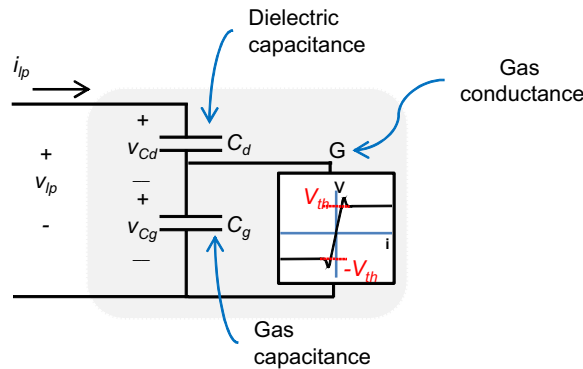 Dielectric
capacitance
i_lp
Gas
conductance
+
v_Cd
—
C_d
G
+
v_lp
-
+
v_Cg
—
C_g
V
V_th
i
-V_th
Gas
capacitance